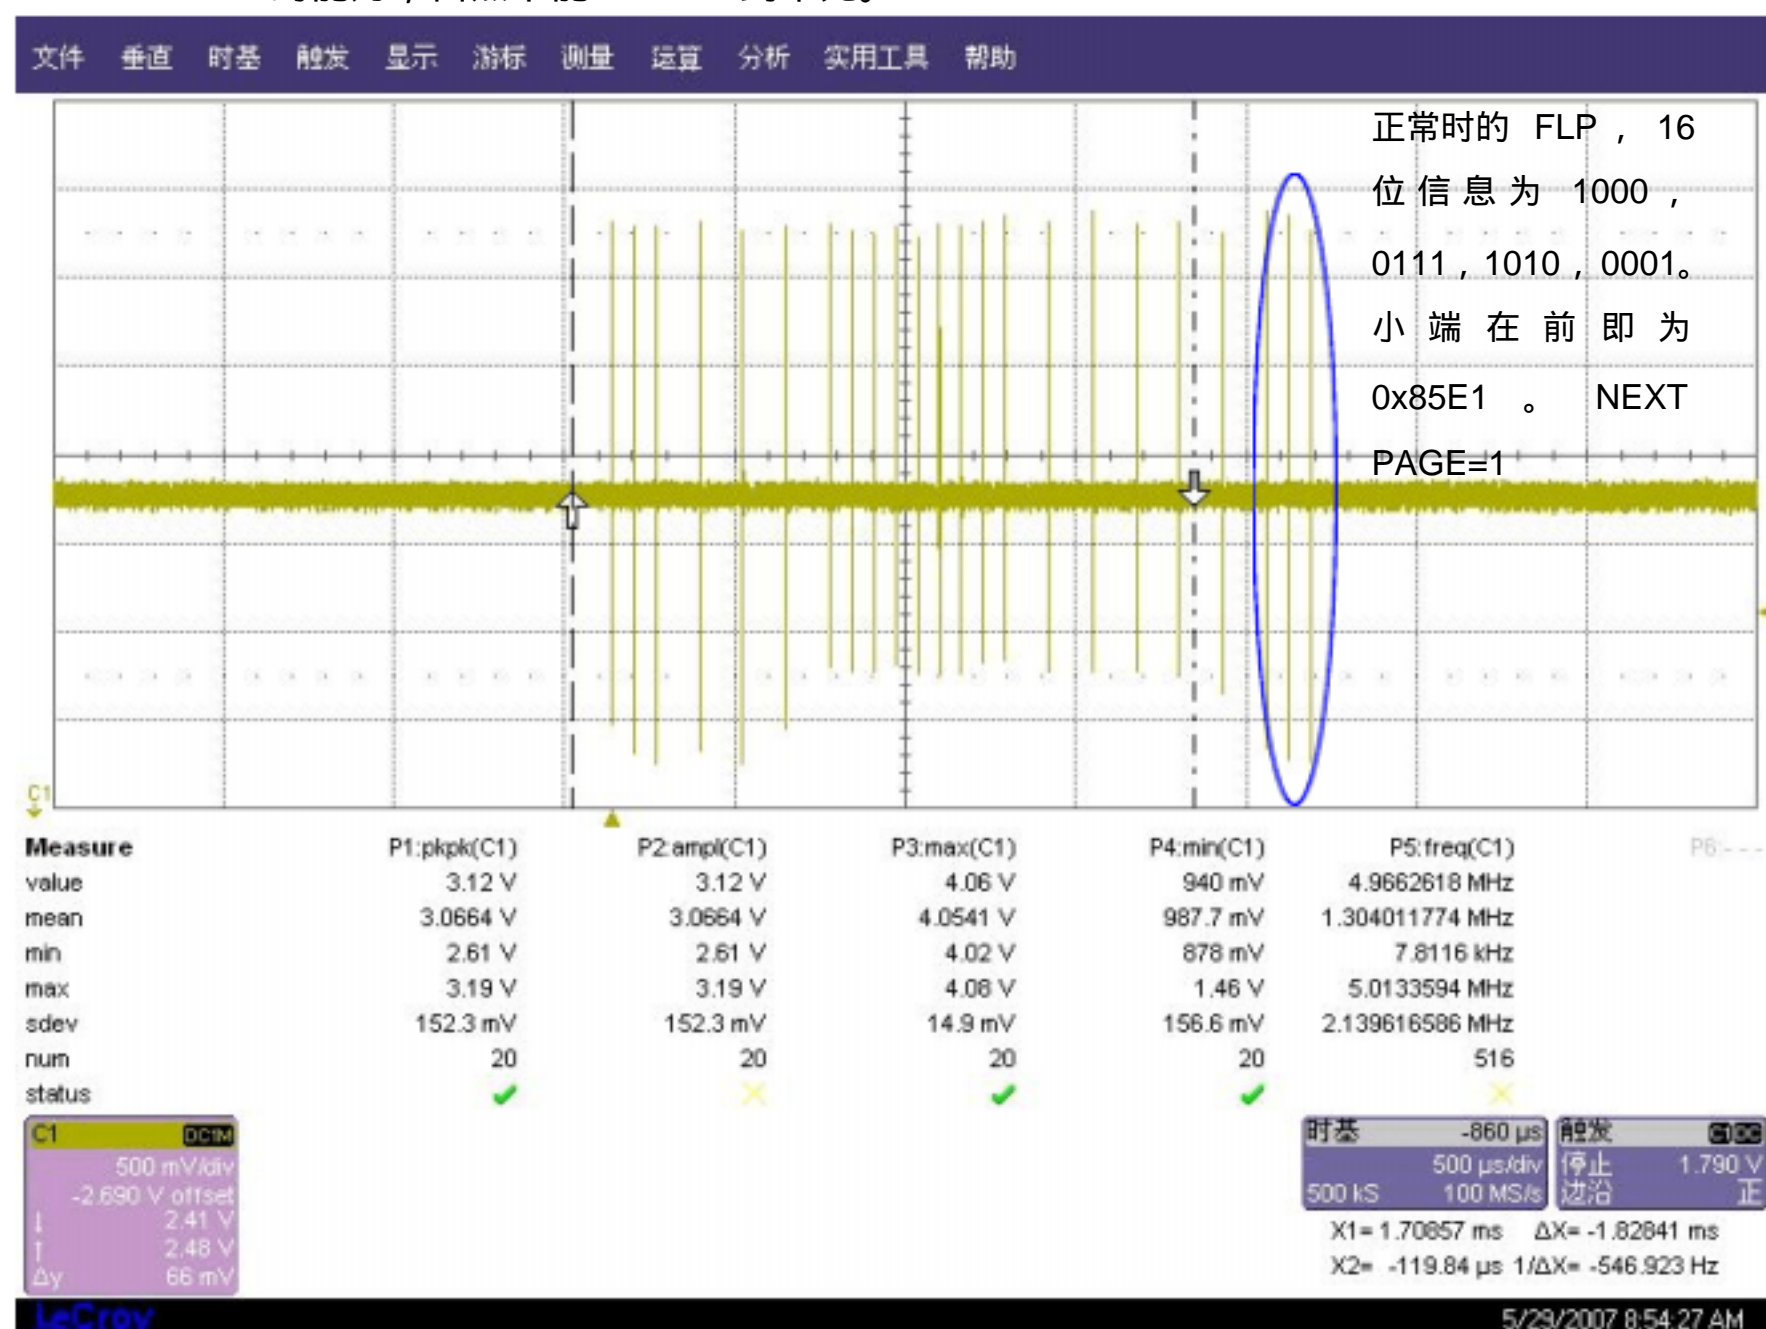 文件 垂直 时基 触发 显示 游标 测量 运算 分析 实用工具 帮助
正常时的 FLP ， 16
位信息为 1000 ，
0111 ，1010 ，0001。
小端在前即为
0x85E1 。 NEXT
PAGE=1
C1
Measure P1:pkpk(C1) P2:ampl(C1) P3:max(C1) P4:min(C1) P5:freq(C1) P6:- - -
value 3.12 V 3.12 V 4.06 V 940 mV 4.9662618 MHz
mean 3.0664 V 3.0664 V 4.0541 V 987.7 mV 1.304011774 MHz
min 2.61 V 2.61 V 4.02 V 878 mV 7.8116 kHz
max 3.19 V 3.19 V 4.08 V 1.46 V 5.0133594 MHz
sdev 152.3 mV 152.3 mV 14.9 mV 156.6 mV 2.139616586 MHz
num 20 20 20 20 516
status
C1 DC1M
500 mV/div
-2.690 V offset
2.41 V
2.48 V
Δy 66 mV
时基 -860 µs
500 µs/div
500 kS 100 MS/s
触发 C1 DC
停止 1.790 V
边沿 正
X1= 1.70857 ms ΔX= -1.82841 ms
X2= -119.84 µs 1/ΔX= -546.923 Hz
LeCroy
5/29/2007 8:54:27 AM